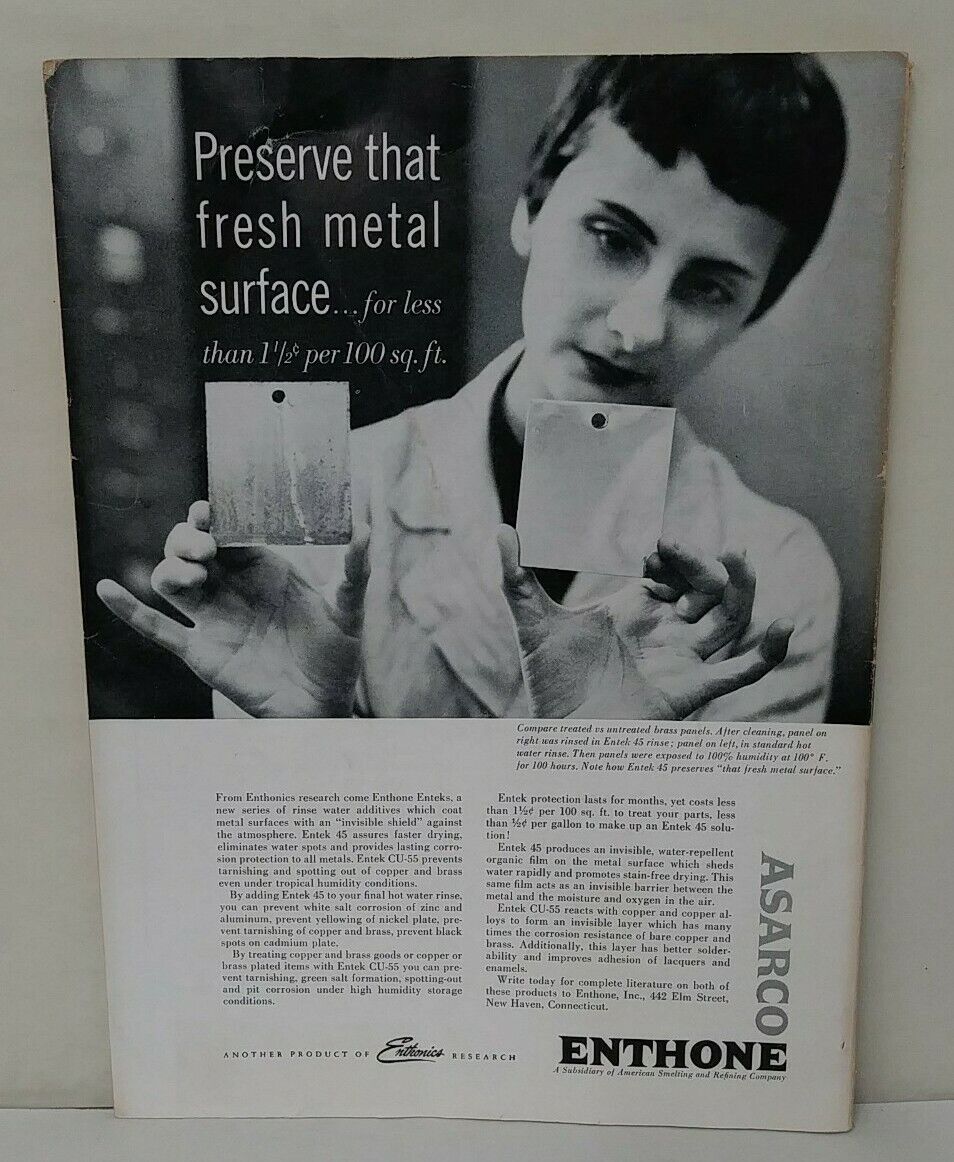 Preserve that
fresh metal
surface...for less
than 1 1/2¢ per 100 sq. ft.
Compare treated vs untreated brass panels. After cleaning, panel on
right was rinsed in Entek 45 rinse; panel on left, in standard hot
water rinse. Then panels were exposed to 100% humidity at 100° F.
for 100 hours. Note how Entek 45 preserves "that fresh metal surface."
From Enthonics research come Enthone Enteks, a
new series of rinse water additives which coat
metal surfaces with an "invisible shield" against
the atmosphere. Entek 45 assures faster drying,
eliminates water spots and provides lasting corro-
sion protection to all metals. Entek CU-55 prevents
tarnishing and spotting out of copper and brass
even under tropical humidity conditions.
By adding Entek 45 to your final hot water rinse,
you can prevent white salt corrosion of zinc and
aluminum, prevent yellowing of nickel plate, pre-
vent tarnishing of copper and brass, prevent black
spots on cadmium plate.
By treating copper and brass goods or copper or
brass plated items with Entek CU-55 you can pre-
vent tarnishing, green salt formation, spotting-out
and pit corrosion under high humidity storage
conditions.
Entek protection lasts for months, yet costs less
than 1½¢ per 100 sq. ft. to treat your parts, less
than ½¢ per gallon to make up an Entek 45 solu-
tion!
Entek 45 produces an invisible, water-repellent
organic film on the metal surface which sheds
water rapidly and promotes stain-free drying. This
same film acts as an invisible barrier between the
metal and the moisture and oxygen in the air.
Entek CU-55 reacts with copper and copper al-
loys to form an invisible layer which has many
times the corrosion resistance of bare copper and
brass. Additionally, this layer has better solder-
ability and improves adhesion of lacquers and
enamels.
Write today for complete literature on both of
these products to Enthone, Inc., 442 Elm Street,
New Haven, Connecticut.
ASARCO
ANOTHER PRODUCT OF Enthonics RESEARCH
ENTHONE
A Subsidiary of American Smelting and Refining Company